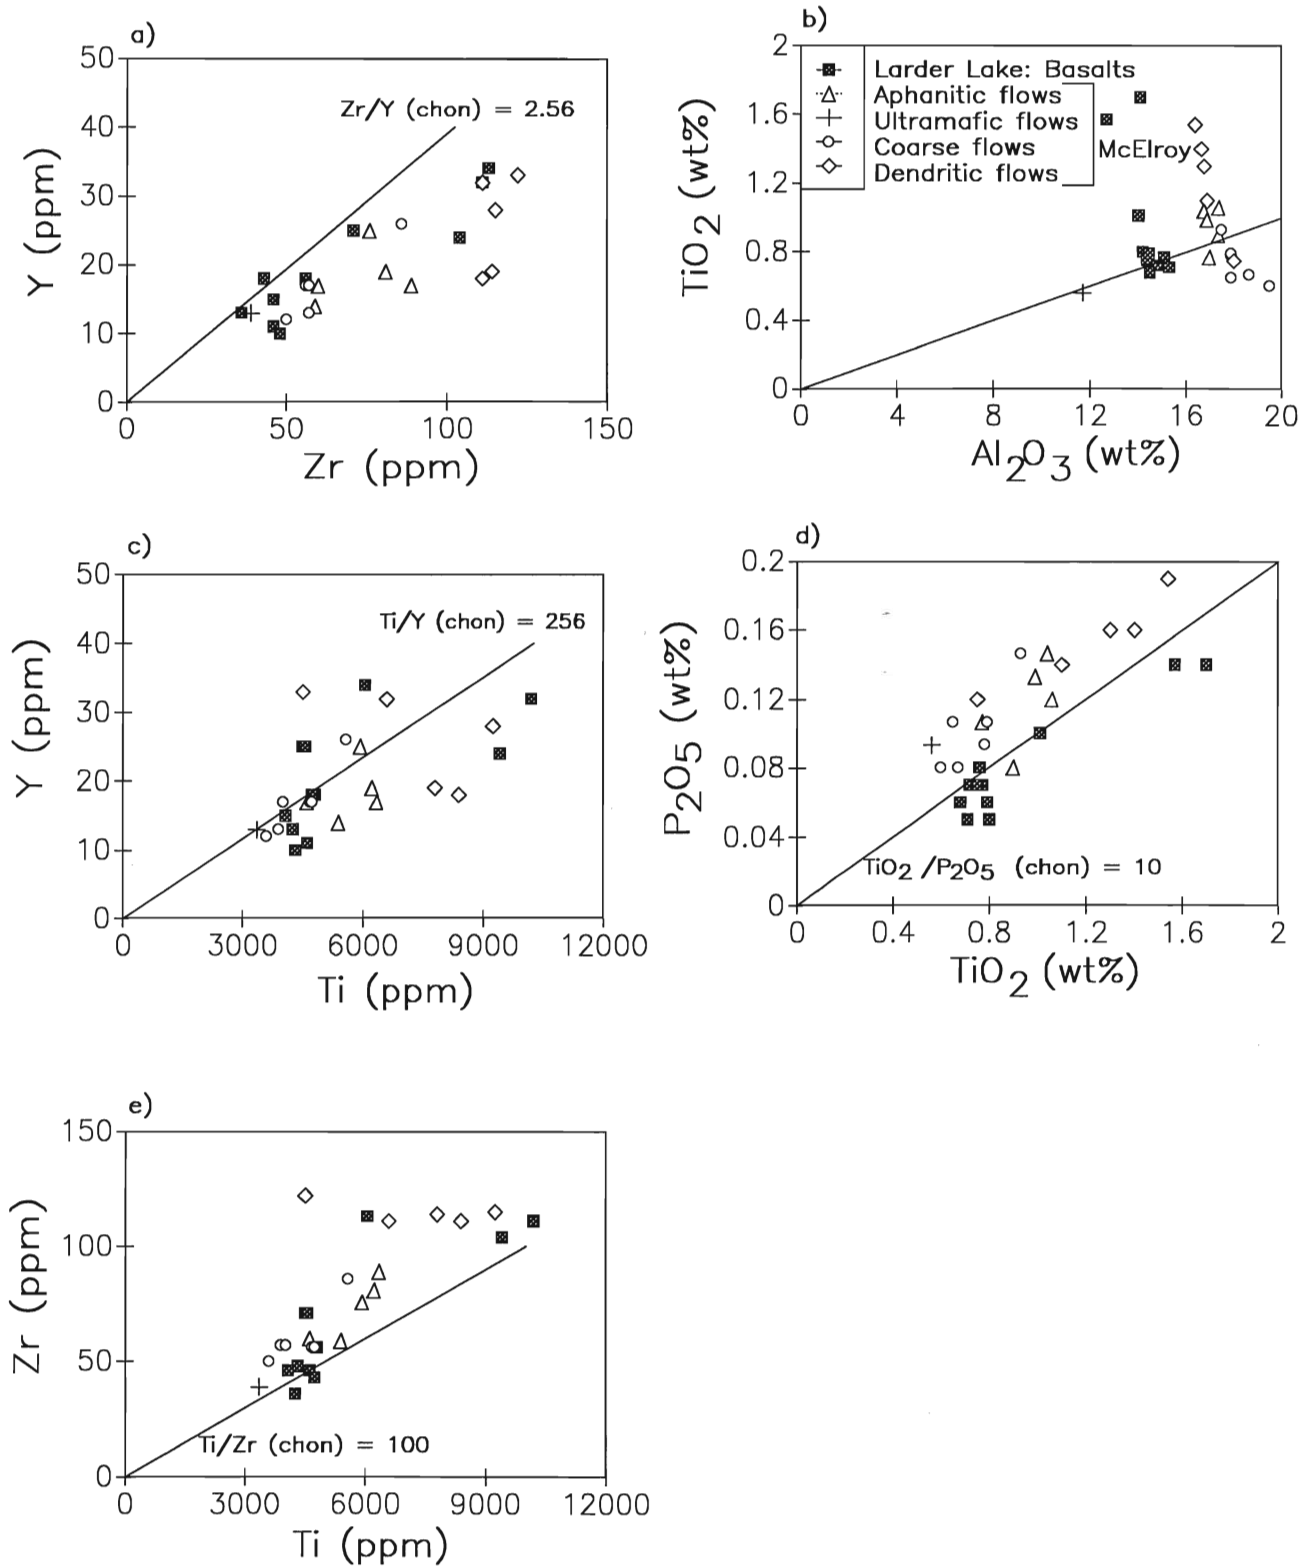 a)
50
40
30
20
10
0
Y (ppm)
Zr/Y (chon) = 2.56
0 50 100 150
Zr (ppm)
b)
2
1.6
1.2
0.8
0.4
0
TiO2 (wt%)
Larder Lake: Basalts
Aphanitic flows
Ultramafic flows
Coarse flows
Dendritic flows
McElroy
0 4 8 12 16 20
Al2O3 (wt%)
c)
50
40
30
20
10
0
Y (ppm)
Ti/Y (chon) = 256
0 3000 6000 9000 12000
Ti (ppm)
d)
0.2
0.16
0.12
0.08
0.04
0
P2O5 (wt%)
TiO2 /P2O5 (chon) = 10
0 0.4 0.8 1.2 1.6 2
TiO2 (wt%)
e)
150
100
50
0
Zr (ppm)
Ti/Zr (chon) = 100
0 3000 6000 9000 12000
Ti (ppm)